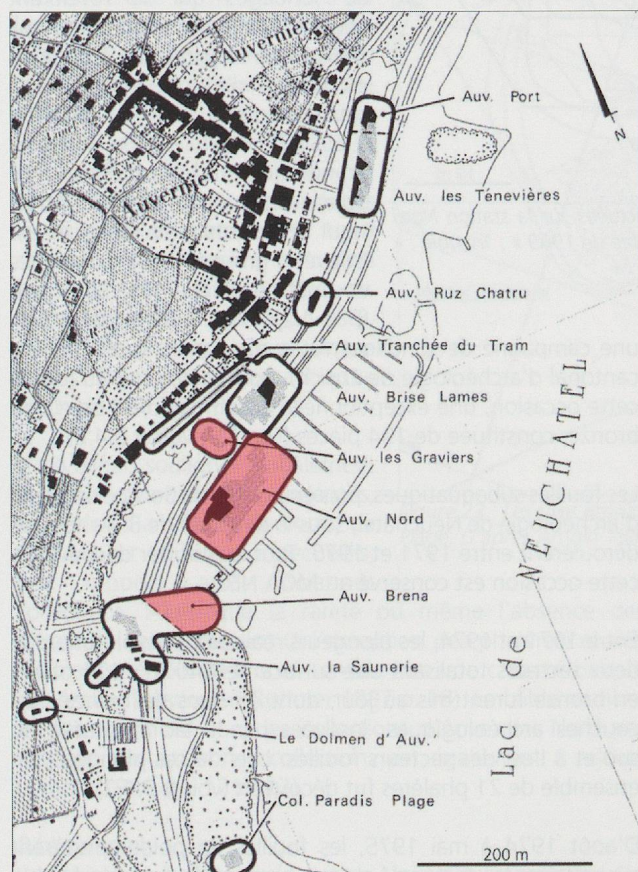 Auvernier
Auv. Port
N
Auv. les Ténevières
Auvernier
Auv. Ruz Chatru
Auv. Tranchée du Tram
Auv. Brise Lames
Auv. les Graviers
Auv. Nord
Auv. Brena
Auv. la Saunerie
Le Dolmen d'Auv.
Col. Paradis Plage
Lac de NEUCHATEL
200 m